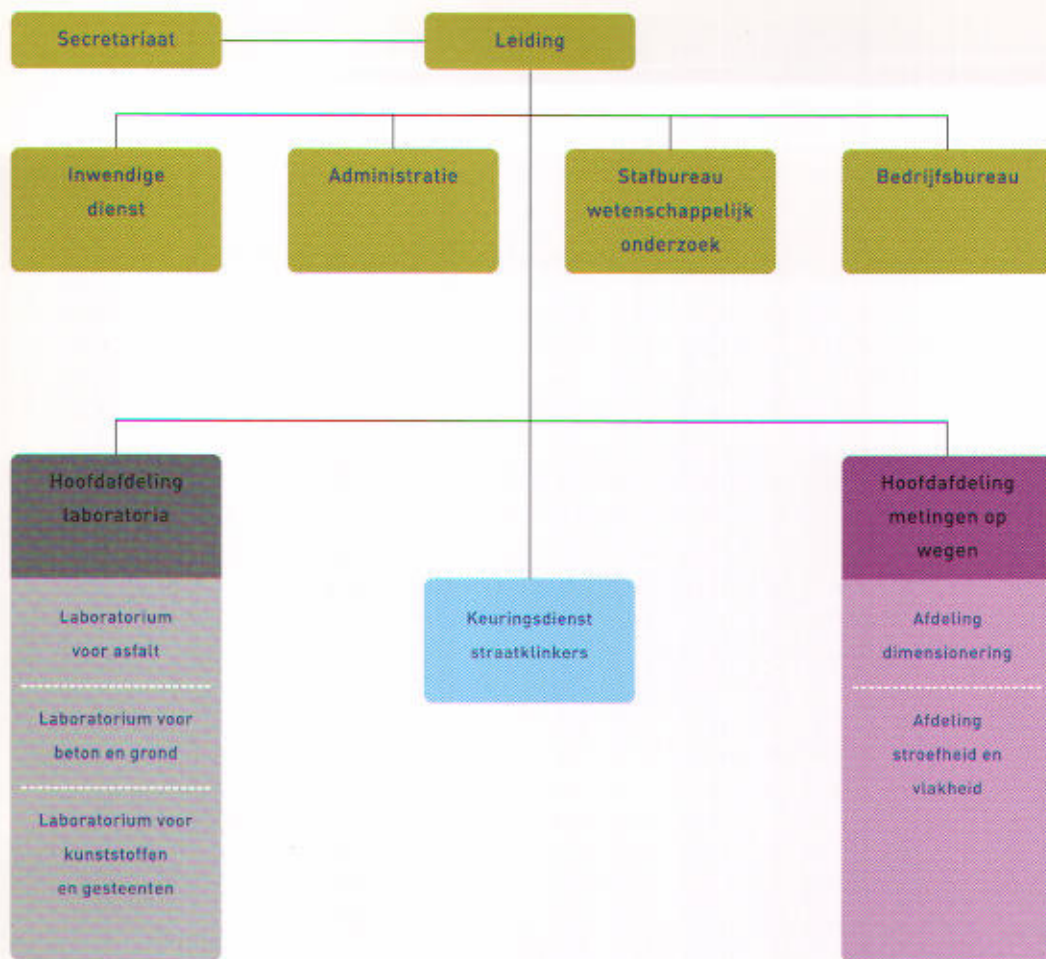 Secretariaat
Leiding
Inwendige
dienst
Administratie
Stafbureau
wetenschappelijk
onderzoek
Bedrijfsbureau
Hoofdafdeling
laboratoria
Laboratorium
voor asfalt
Laboratorium voor
beton en grond
Laboratorium voor
kunststoffen
en gesteenten
Keuringsdienst
straatklinkers
Hoofdafdeling
metingen op
wegen
Afdeling
dimensionering
Afdeling
stroefheid en
vlakheid